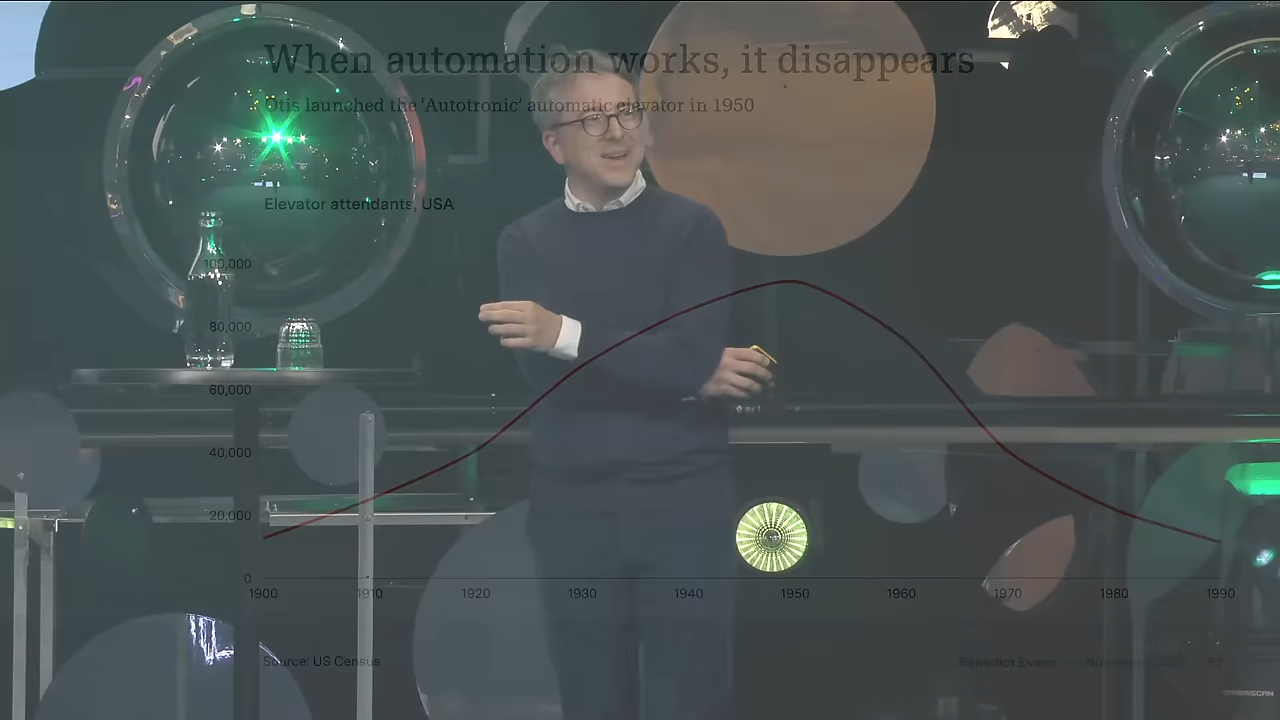 When automation works, it disappears
Otis launched the ‘Autotronic’ automatic elevator in 1950
Elevator attendants, USA
100,000
80,000
60,000
40,000
20,000
0
1900 1910 1920 1930 1940 1950 1960 1970 1980 1990
Source: US Census
Benedict Evans